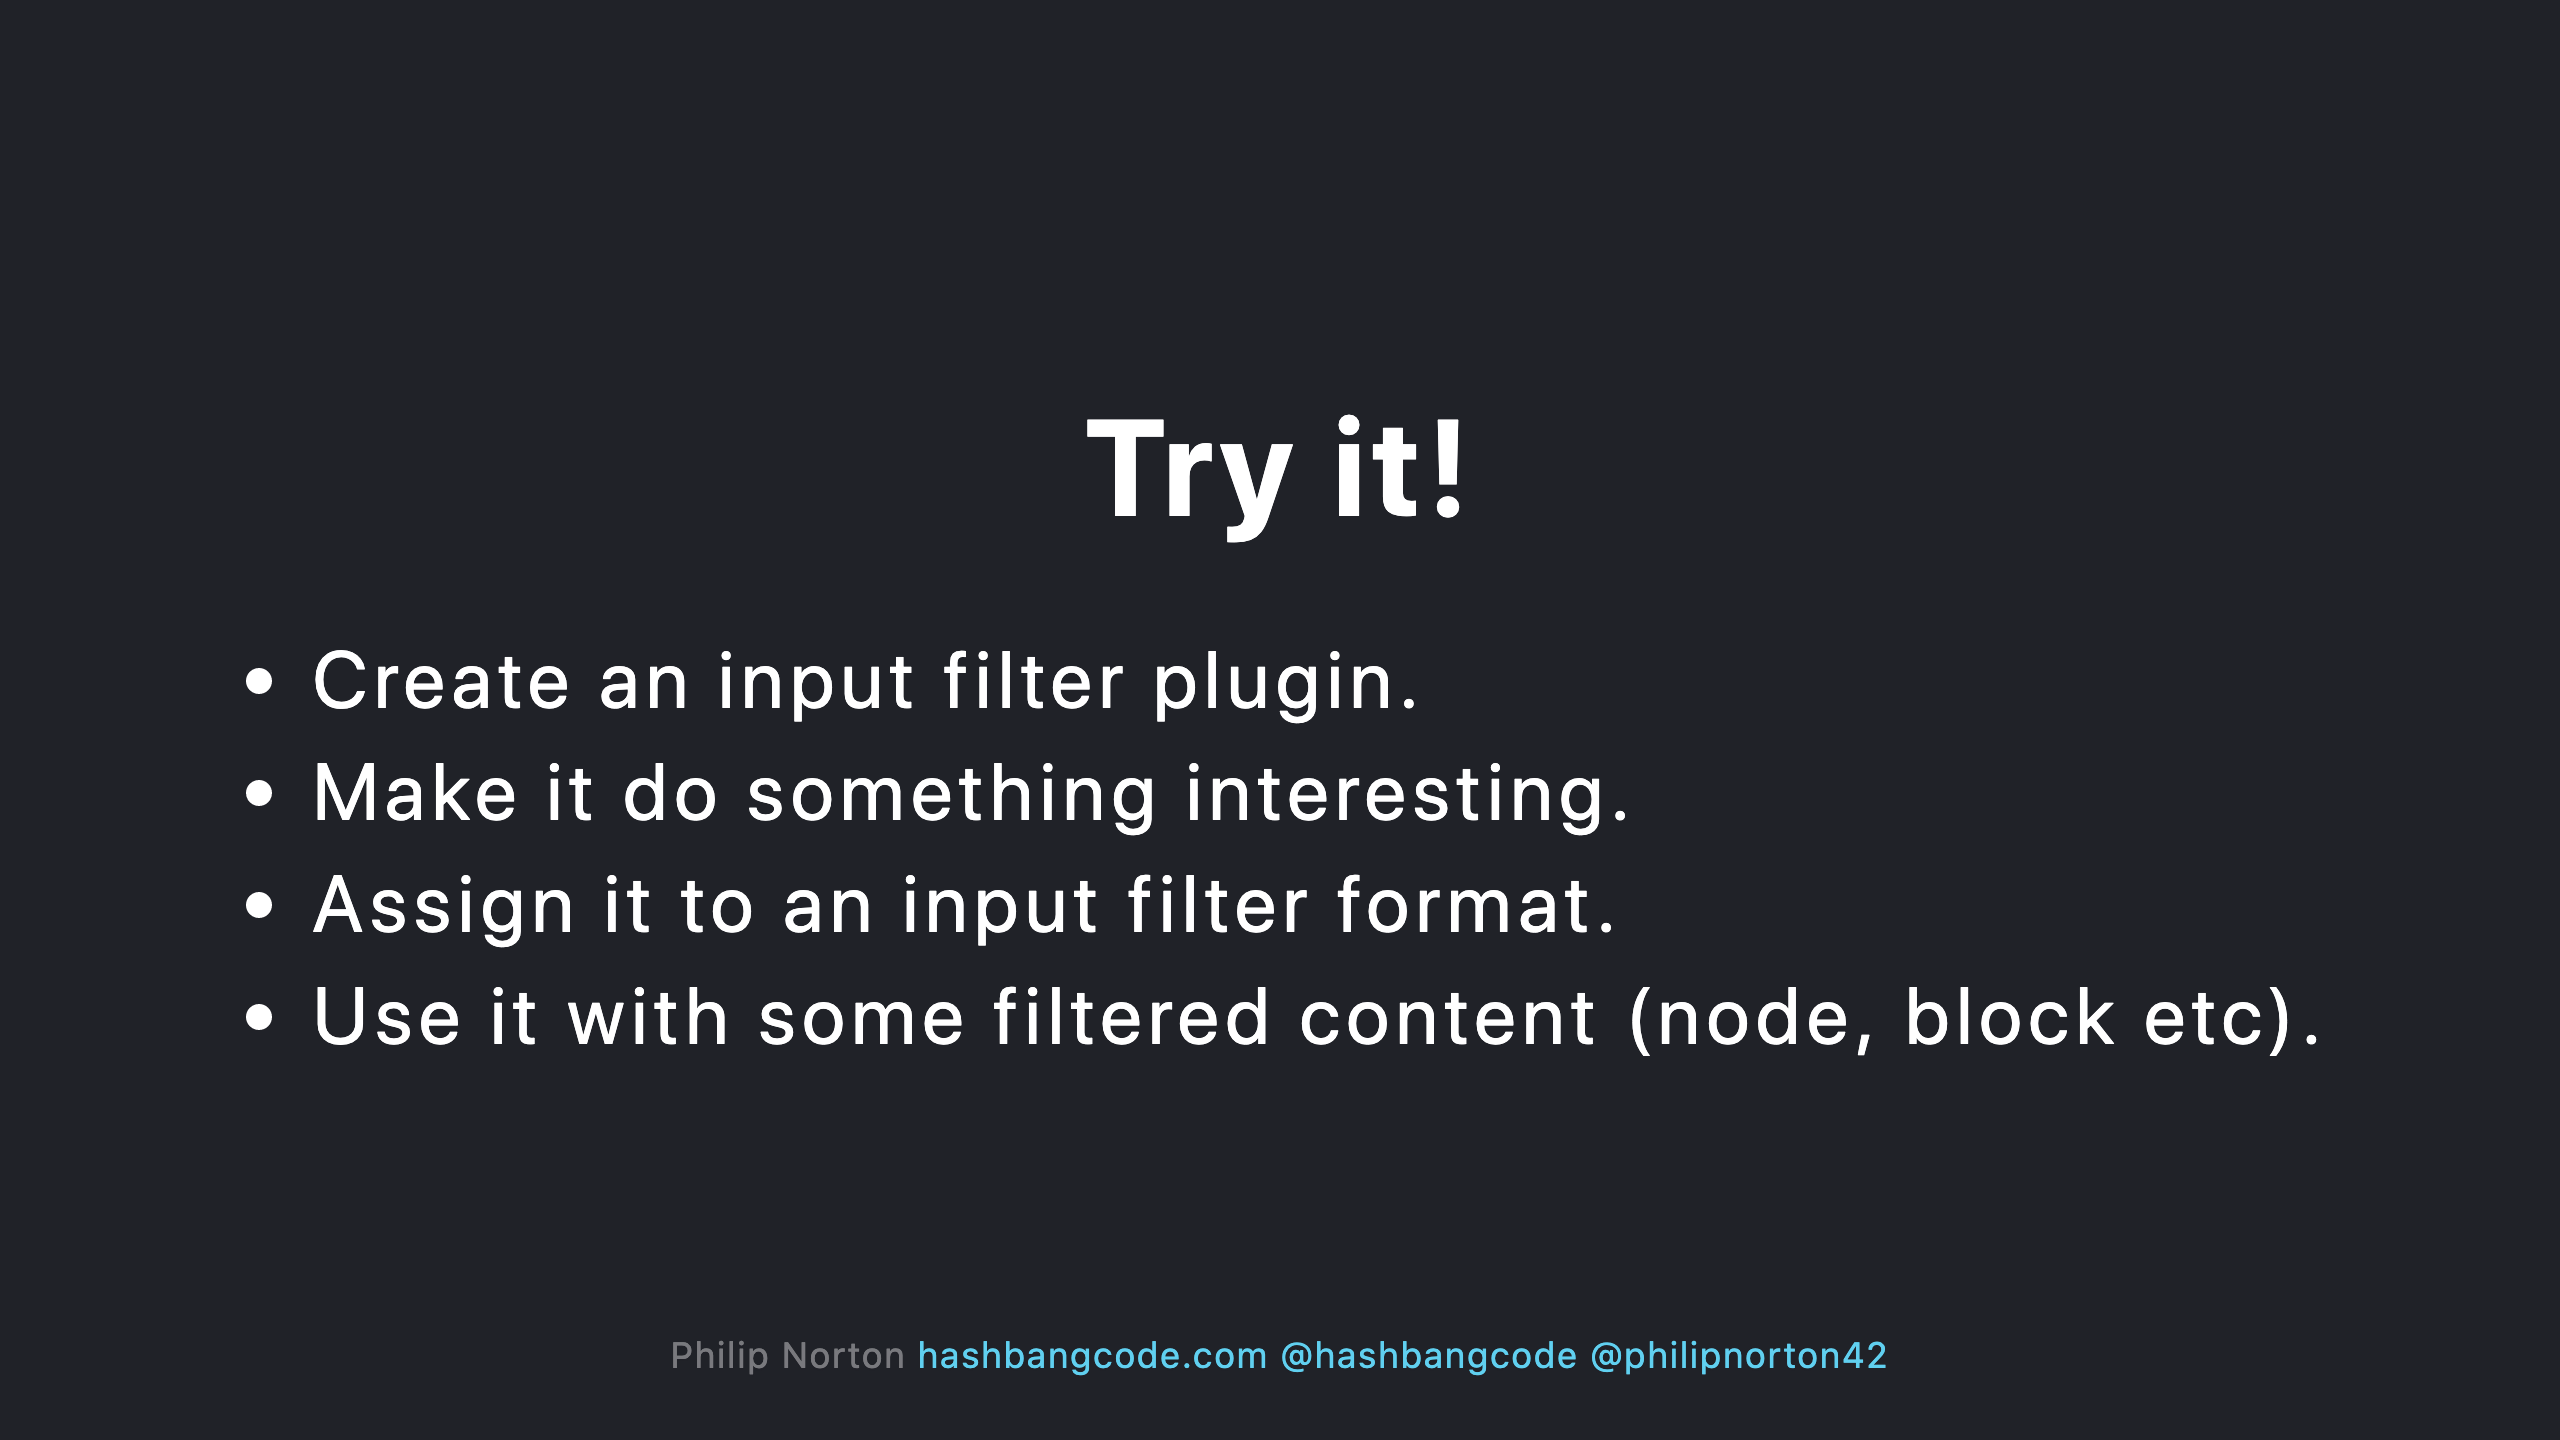 Try it!
• Create an input filter plugin.
• Make it do something interesting.
• Assign it to an input filter format.
• Use it with some filtered content (node, block etc).
Philip Norton hashbangcode.com @hashbangcode @philipnorton42